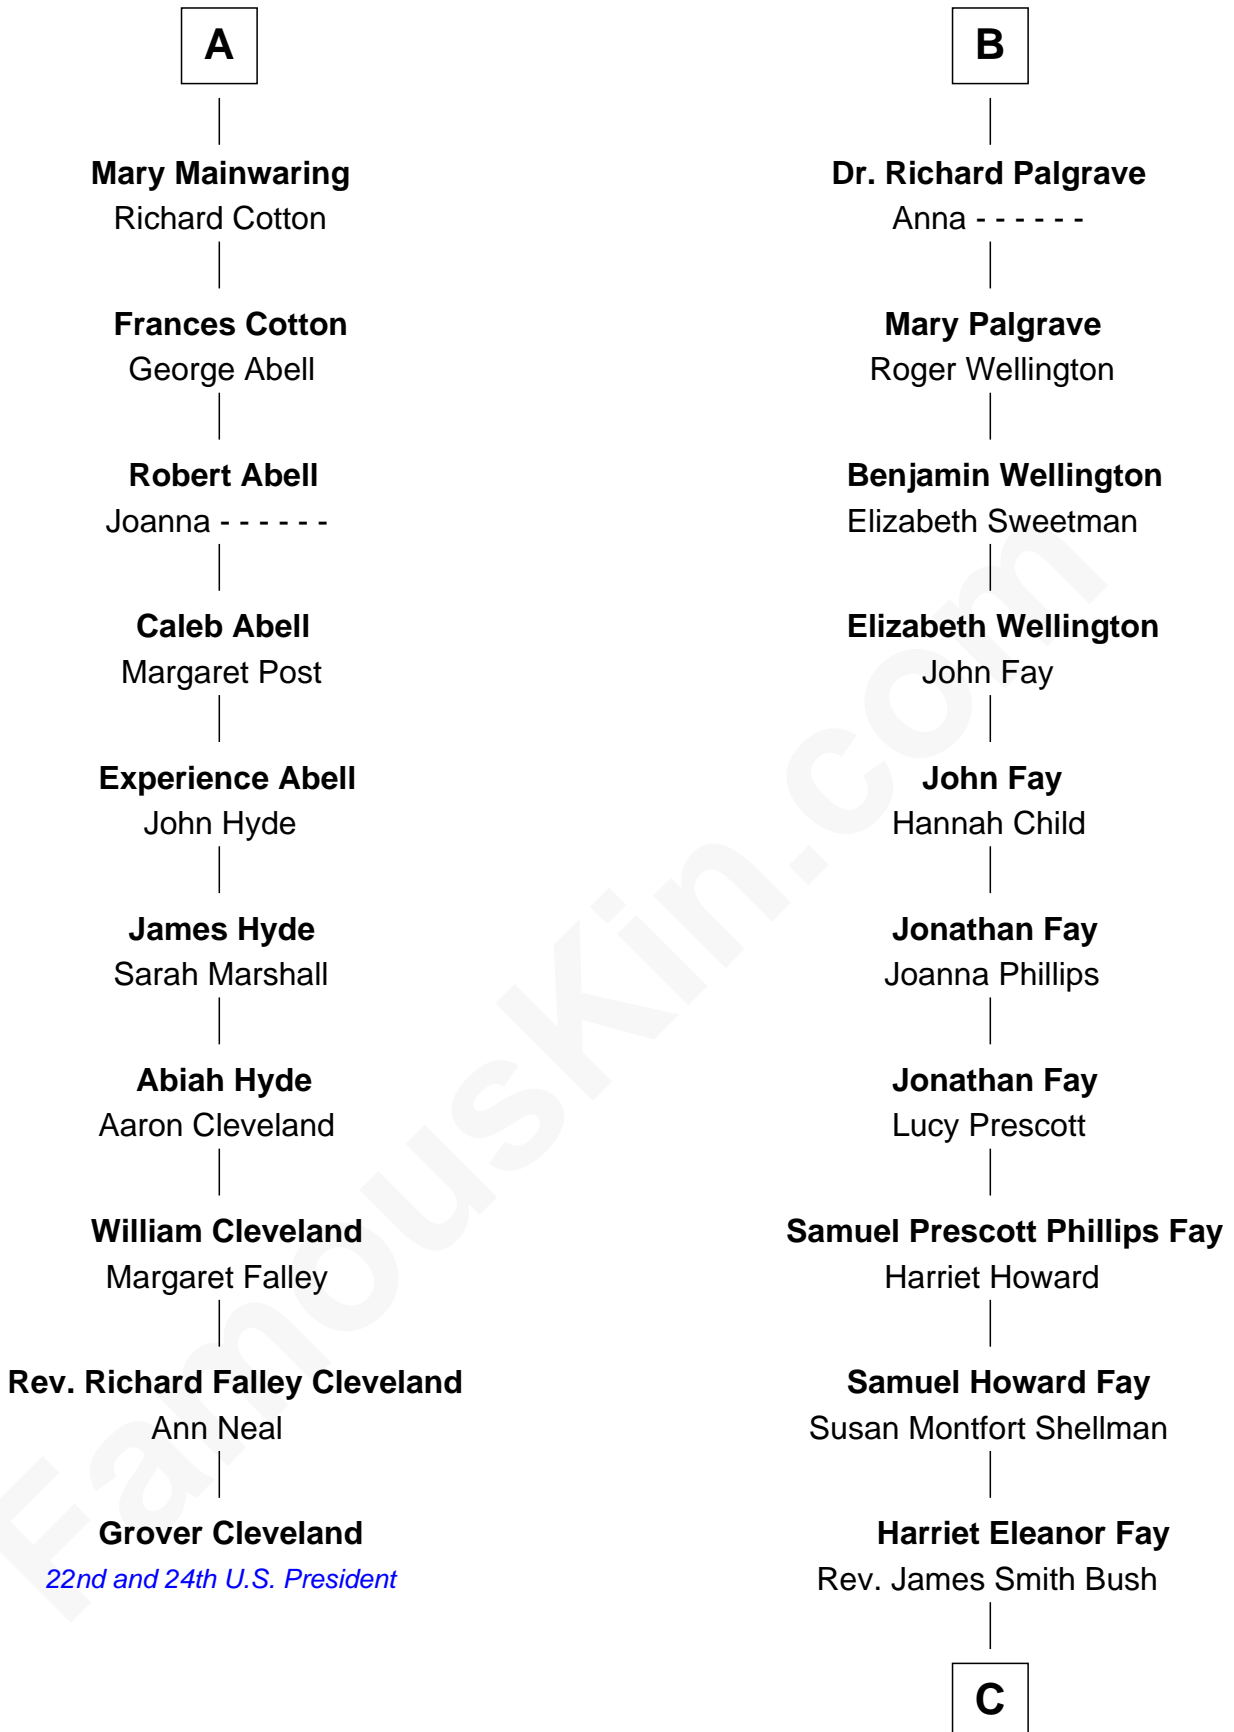 A
Mary Mainwaring
Richard Cotton
Frances Cotton
George Abell
Robert Abell
Joanna - - - - - -
Caleb Abell
Margaret Post
Experience Abell
John Hyde
James Hyde
Sarah Marshall
Abiah Hyde
Aaron Cleveland
William Cleveland
Margaret Falley
Rev. Richard Falley Cleveland
Ann Neal
Grover Cleveland
22nd and 24th U.S. President
B
Dr. Richard Palgrave
Anna - - - - - -
Mary Palgrave
Roger Wellington
Benjamin Wellington
Elizabeth Sweetman
Elizabeth Wellington
John Fay
John Fay
Hannah Child
Jonathan Fay
Joanna Phillips
Jonathan Fay
Lucy Prescott
Samuel Prescott Phillips Fay
Harriet Howard
Samuel Howard Fay
Susan Montfort Shellman
Harriet Eleanor Fay
Rev. James Smith Bush
C
FamousKin.com